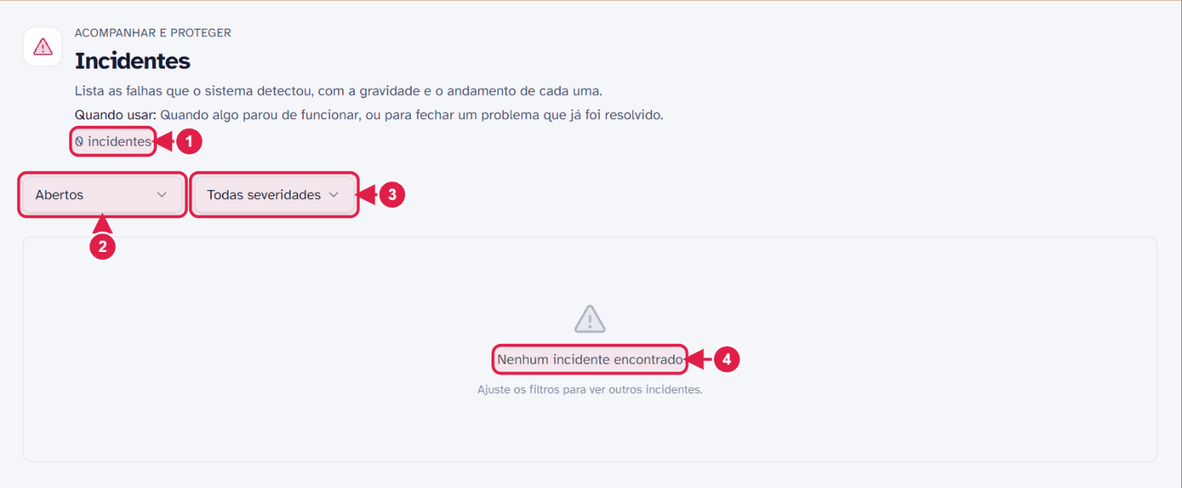 ACOMPANHAR E PROTEGER
Incidentes
Lista as falhas que o sistema detectou, com a gravidade e o andamento de cada uma.
Quando usar: Quando algo parou de funcionar, ou para fechar um problema que já foi resolvido.
0 incidentes 1
Abertos Todas severidades 3
2
Nenhum incidente encontrado 4
Ajuste os filtros para ver outros incidentes.